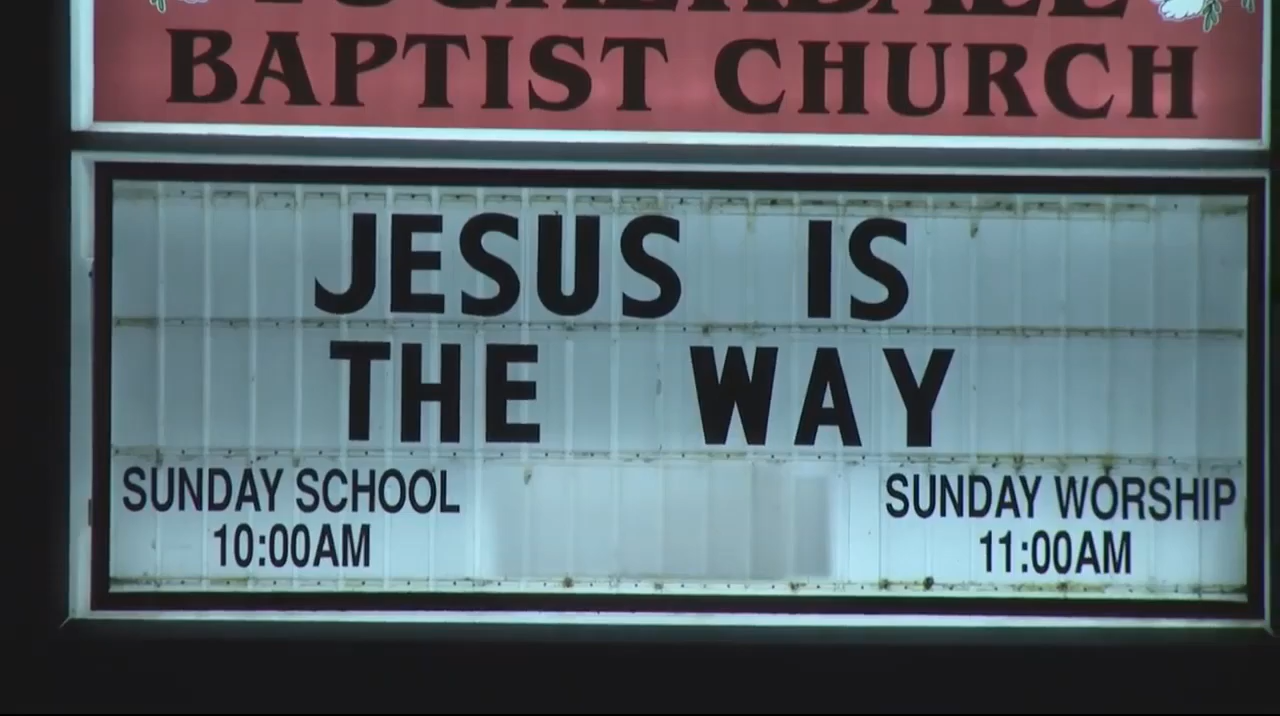 BAPTIST CHURCH
JESUS IS
THE WAY
SUNDAY SCHOOL
10:00AM
SUNDAY WORSHIP
11:00AM